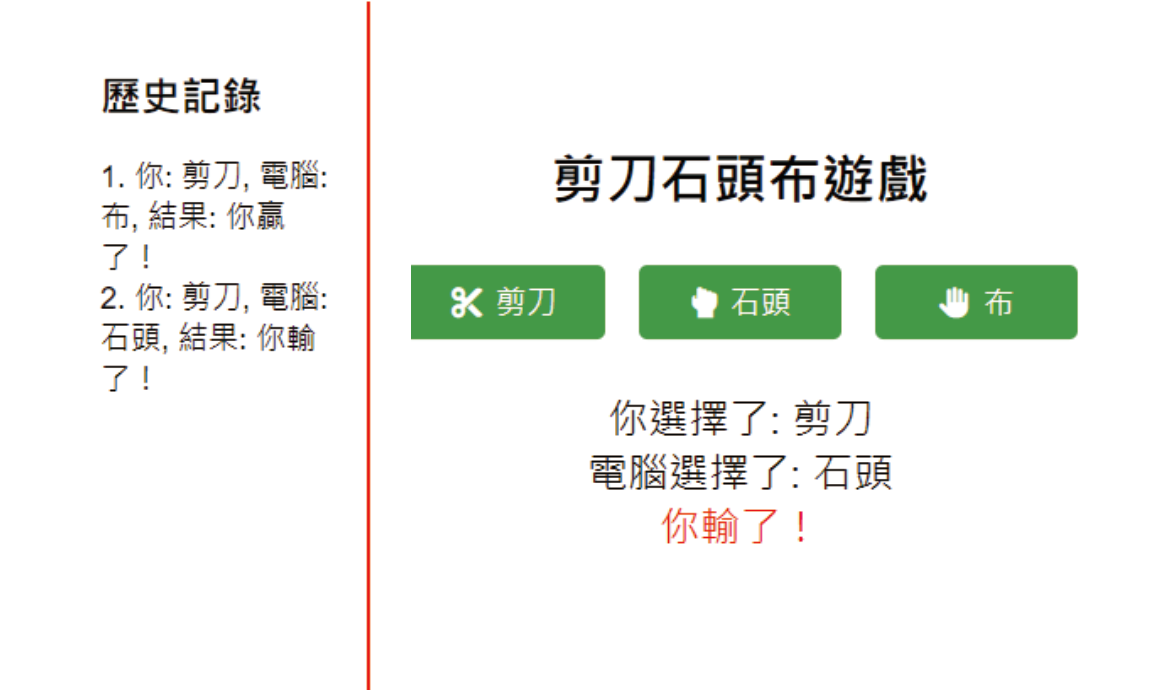 歷史記錄
1. 你: 剪刀, 電腦:
布, 結果: 你贏
了！
2. 你: 剪刀, 電腦:
石頭, 結果: 你輸
了！
剪刀石頭布遊戲
剪刀
石頭
布
你選擇了: 剪刀
電腦選擇了: 石頭
你輸了！